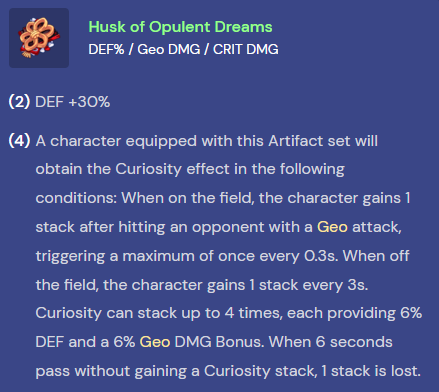 Husk of Opulent Dreams
DEF% / Geo DMG / CRIT DMG
(2) DEF +30%
(4) A character equipped with this Artifact set will
obtain the Curiosity effect in the following
conditions: When on the field, the character gains 1
stack after hitting an opponent with a Geo attack,
triggering a maximum of once every 0.3s. When off
the field, the character gains 1 stack every 3s.
Curiosity can stack up to 4 times, each providing 6%
DEF and a 6% Geo DMG Bonus. When 6 seconds
pass without gaining a Curiosity stack, 1 stack is lost.